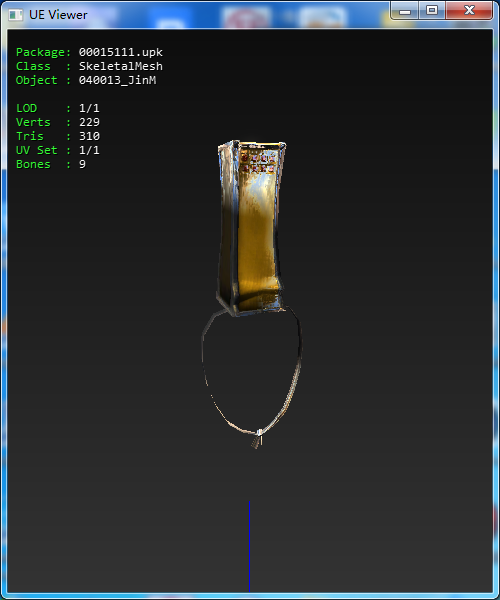 UE Viewer
Package: 00015111.upk
Class : SkeletalMesh
Object : 040013_JinM
LOD : 1/1
Verts : 229
Tris : 310
UV Set : 1/1
Bones : 9